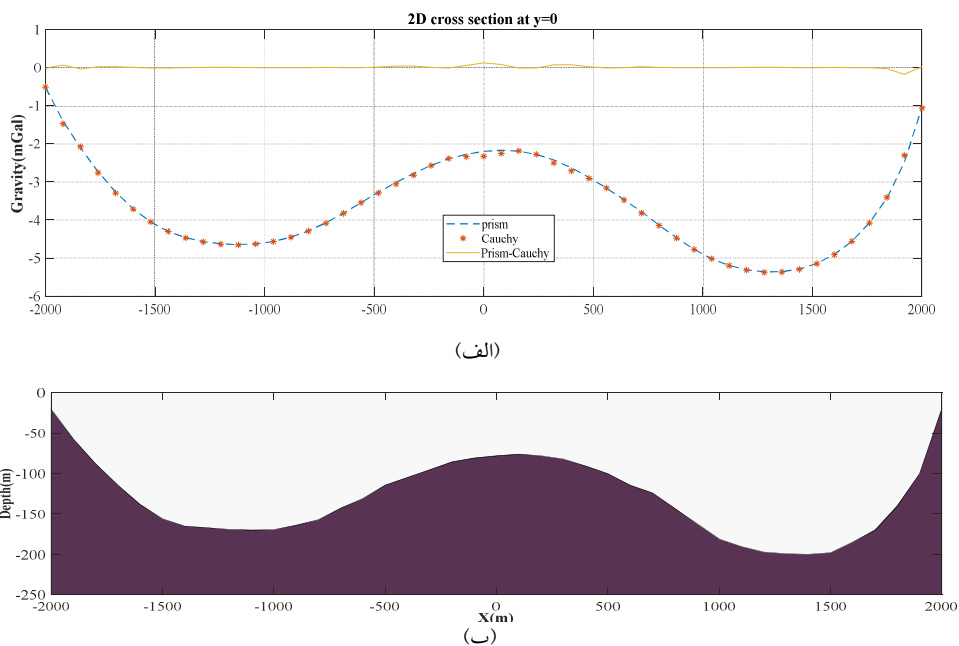 2D cross section at y=0
1
0
-1
-2
-3
-4
-5
-6
Gravity(mGal)
prism
Cauchy
Prism-Cauchy
-2000 -1500 -1000 -500 0 500 1000 1500 2000
(الف)
0
-50
-100
-150
-200
-250
Depth(m)
-2000 -1500 -1000 -500 0 500 1000 1500 2000
X(m)
(ب)